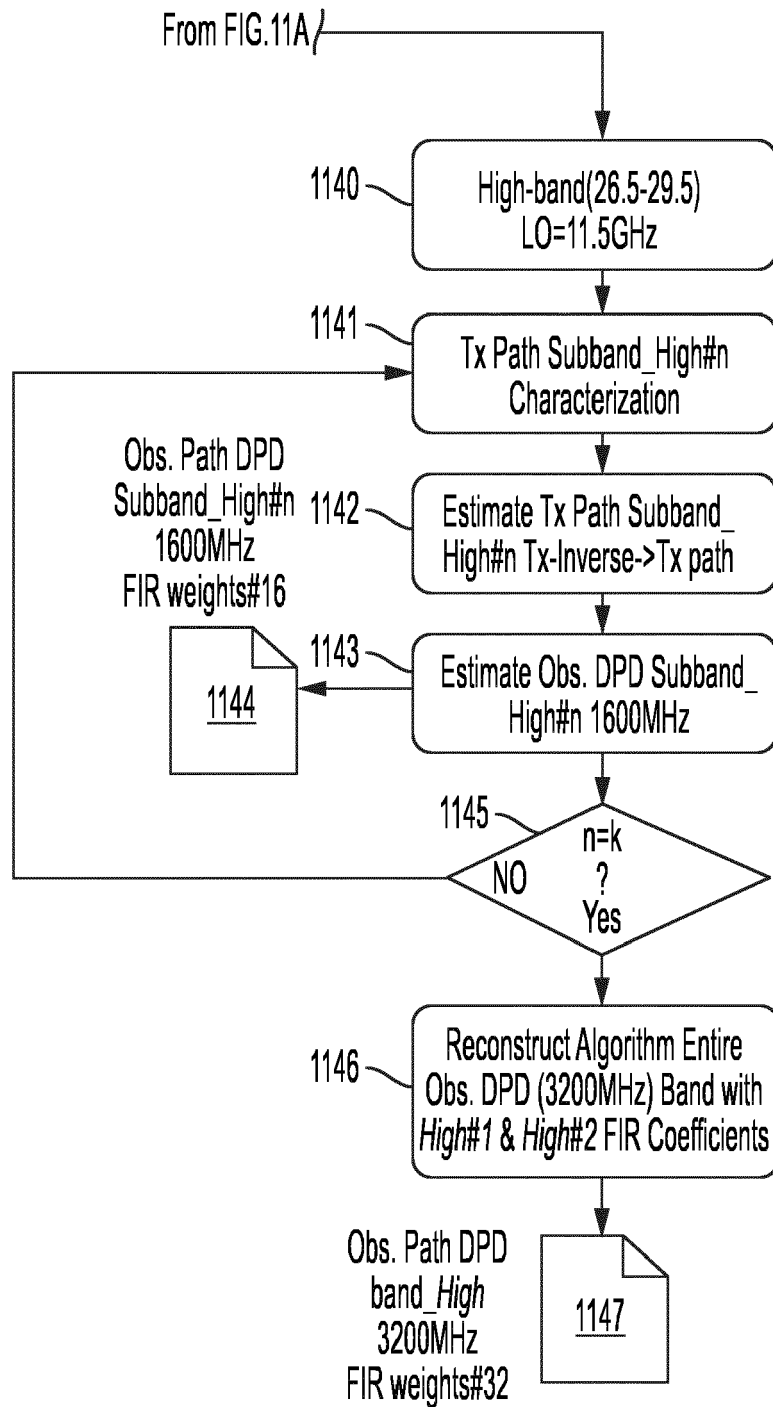 From FIG.11A
1140
High-band(26.5-29.5)
LO=11.5GHz
1141
Tx Path Subband_High#n
Characterization
Obs. Path DPD
Subband_High#n
1600MHz
FIR weights#16
1142
Estimate Tx Path Subband_
High#n Tx-Inverse->Tx path
1143
Estimate Obs. DPD Subband_
High#n 1600MHz
1144
1145
n=k
NO ?
Yes
1146
Reconstruct Algorithm Entire
Obs. DPD (3200MHz) Band with
High#1 & High#2 FIR Coefficients
Obs. Path DPD
band_High
3200MHz
FIR weights#32
1147